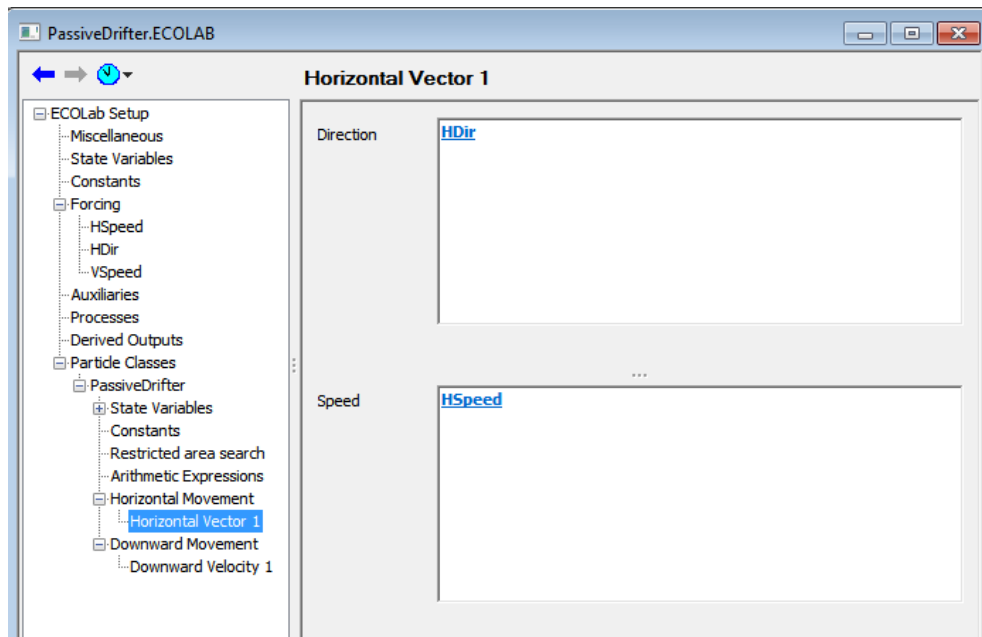 PassiveDrifter.ECOLAB
Horizontal Vector 1
ECOLab Setup
Miscellaneous
State Variables
Constants
Forcing
HSpeed
HDir
VSpeed
Auxiliaries
Processes
Derived Outputs
Particle Classes
PassiveDrifter
State Variables
Constants
Restricted area search
Arithmetic Expressions
Horizontal Movement
Horizontal Vector 1
Downward Movement
Downward Velocity 1
Direction
HDir
Speed
HSpeed